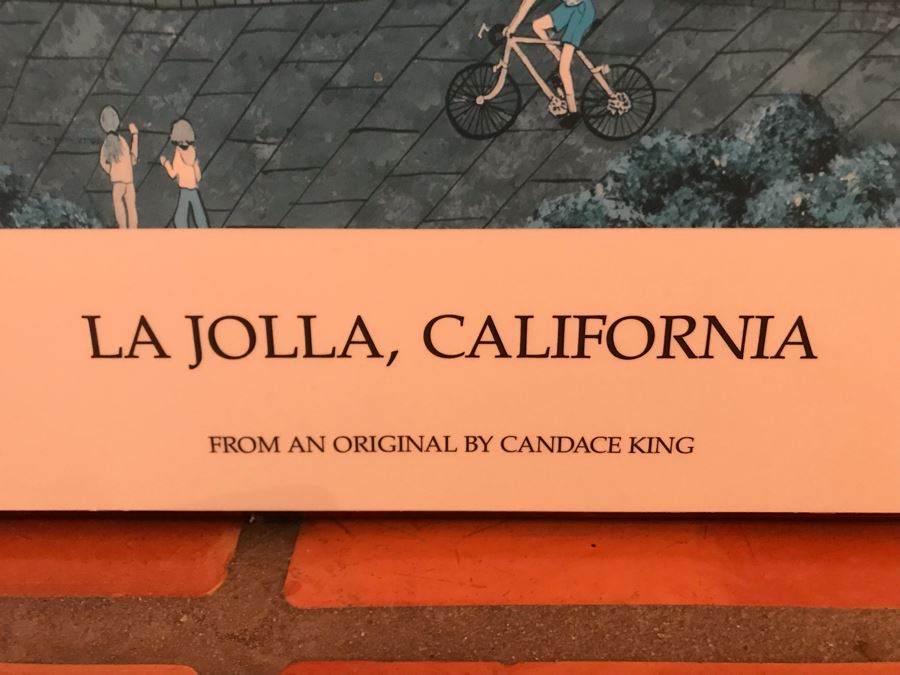 LA JOLLA, CALIFORNIA
FROM AN ORIGINAL BY CANDACE KING